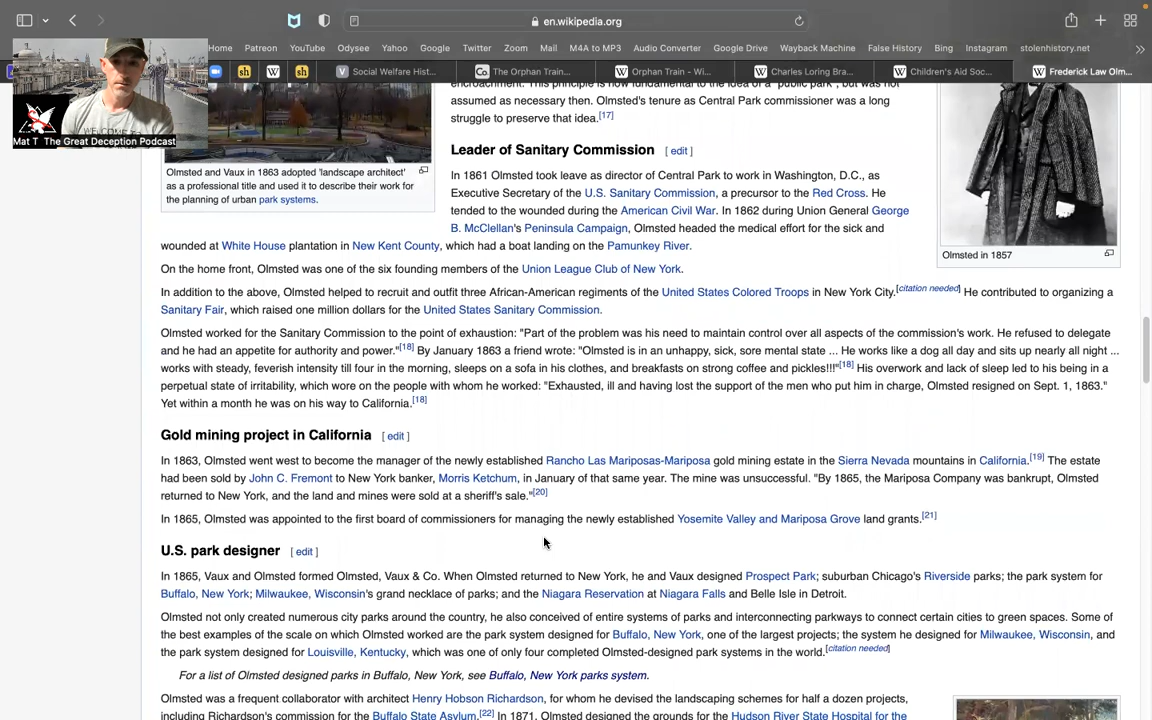 en.wikipedia.org
Home Patreon YouTube Odysee Yahoo Google Twitter Zoom Mail M4A to MP3 Audio Converter Google Drive Wayback Machine False History Bing Instagram stolenhistory.net
sh W sh V Social Welfare Hist... Co. The Orphan Train... W Orphan Train - Wi... W Charles Loring Bra... W Children's Aid Soc... W Frederick Law Olm...
Mat T The Great Deception Podcast
encroachment. This principle is now fundamental to the idea of a "public park", but was not
assumed as necessary then. Olmsted's tenure as Central Park commissioner was a long
struggle to preserve that idea.[17]
Olmsted and Vaux in 1863 adopted 'landscape architect'
as a professional title and used it to describe their work for
the planning of urban park systems.
Leader of Sanitary Commission [ edit ]
In 1861 Olmsted took leave as director of Central Park to work in Washington, D.C., as
Executive Secretary of the U.S. Sanitary Commission, a precursor to the Red Cross. He
tended to the wounded during the American Civil War. In 1862 during Union General George
B. McClellan's Peninsula Campaign, Olmsted headed the medical effort for the sick and
wounded at White House plantation in New Kent County, which had a boat landing on the Pamunkey River.
Olmsted in 1857
On the home front, Olmsted was one of the six founding members of the Union League Club of New York.
In addition to the above, Olmsted helped to recruit and outfit three African-American regiments of the United States Colored Troops in New York City.[citation needed] He contributed to organizing a
Sanitary Fair, which raised one million dollars for the United States Sanitary Commission.
Olmsted worked for the Sanitary Commission to the point of exhaustion: "Part of the problem was his need to maintain control over all aspects of the commission's work. He refused to delegate
and he had an appetite for authority and power."[18] By January 1863 a friend wrote: "Olmsted is in an unhappy, sick, sore mental state ... He works like a dog all day and sits up nearly all night ...
works with steady, feverish intensity till four in the morning, sleeps on a sofa in his clothes, and breakfasts on strong coffee and pickles!!!"[18] His overwork and lack of sleep led to his being in a
perpetual state of irritability, which wore on the people with whom he worked: "Exhausted, ill and having lost the support of the men who put him in charge, Olmsted resigned on Sept. 1, 1863."
Yet within a month he was on his way to California.[18]
Gold mining project in California [ edit ]
In 1863, Olmsted went west to become the manager of the newly established Rancho Las Mariposas-Mariposa gold mining estate in the Sierra Nevada mountains in California.[19] The estate
had been sold by John C. Fremont to New York banker, Morris Ketchum, in January of that same year. The mine was unsuccessful. "By 1865, the Mariposa Company was bankrupt, Olmsted
returned to New York, and the land and mines were sold at a sheriff's sale."[20]
In 1865, Olmsted was appointed to the first board of commissioners for managing the newly established Yosemite Valley and Mariposa Grove land grants.[21]
U.S. park designer [ edit ]
In 1865, Vaux and Olmsted formed Olmsted, Vaux & Co. When Olmsted returned to New York, he and Vaux designed Prospect Park; suburban Chicago's Riverside parks; the park system for
Buffalo, New York; Milwaukee, Wisconsin's grand necklace of parks; and the Niagara Reservation at Niagara Falls and Belle Isle in Detroit.
Olmsted not only created numerous city parks around the country, he also conceived of entire systems of parks and interconnecting parkways to connect certain cities to green spaces. Some of
the best examples of the scale on which Olmsted worked are the park system designed for Buffalo, New York, one of the largest projects; the system he designed for Milwaukee, Wisconsin, and
the park system designed for Louisville, Kentucky, which was one of only four completed Olmsted-designed park systems in the world.[citation needed]
For a list of Olmsted designed parks in Buffalo, New York, see Buffalo, New York parks system.
Olmsted was a frequent collaborator with architect Henry Hobson Richardson, for whom he devised the landscaping schemes for half a dozen projects,
including Richardson's commission for the Buffalo State Asylum.[22] In 1871, Olmsted designed the grounds for the Hudson River State Hospital for the